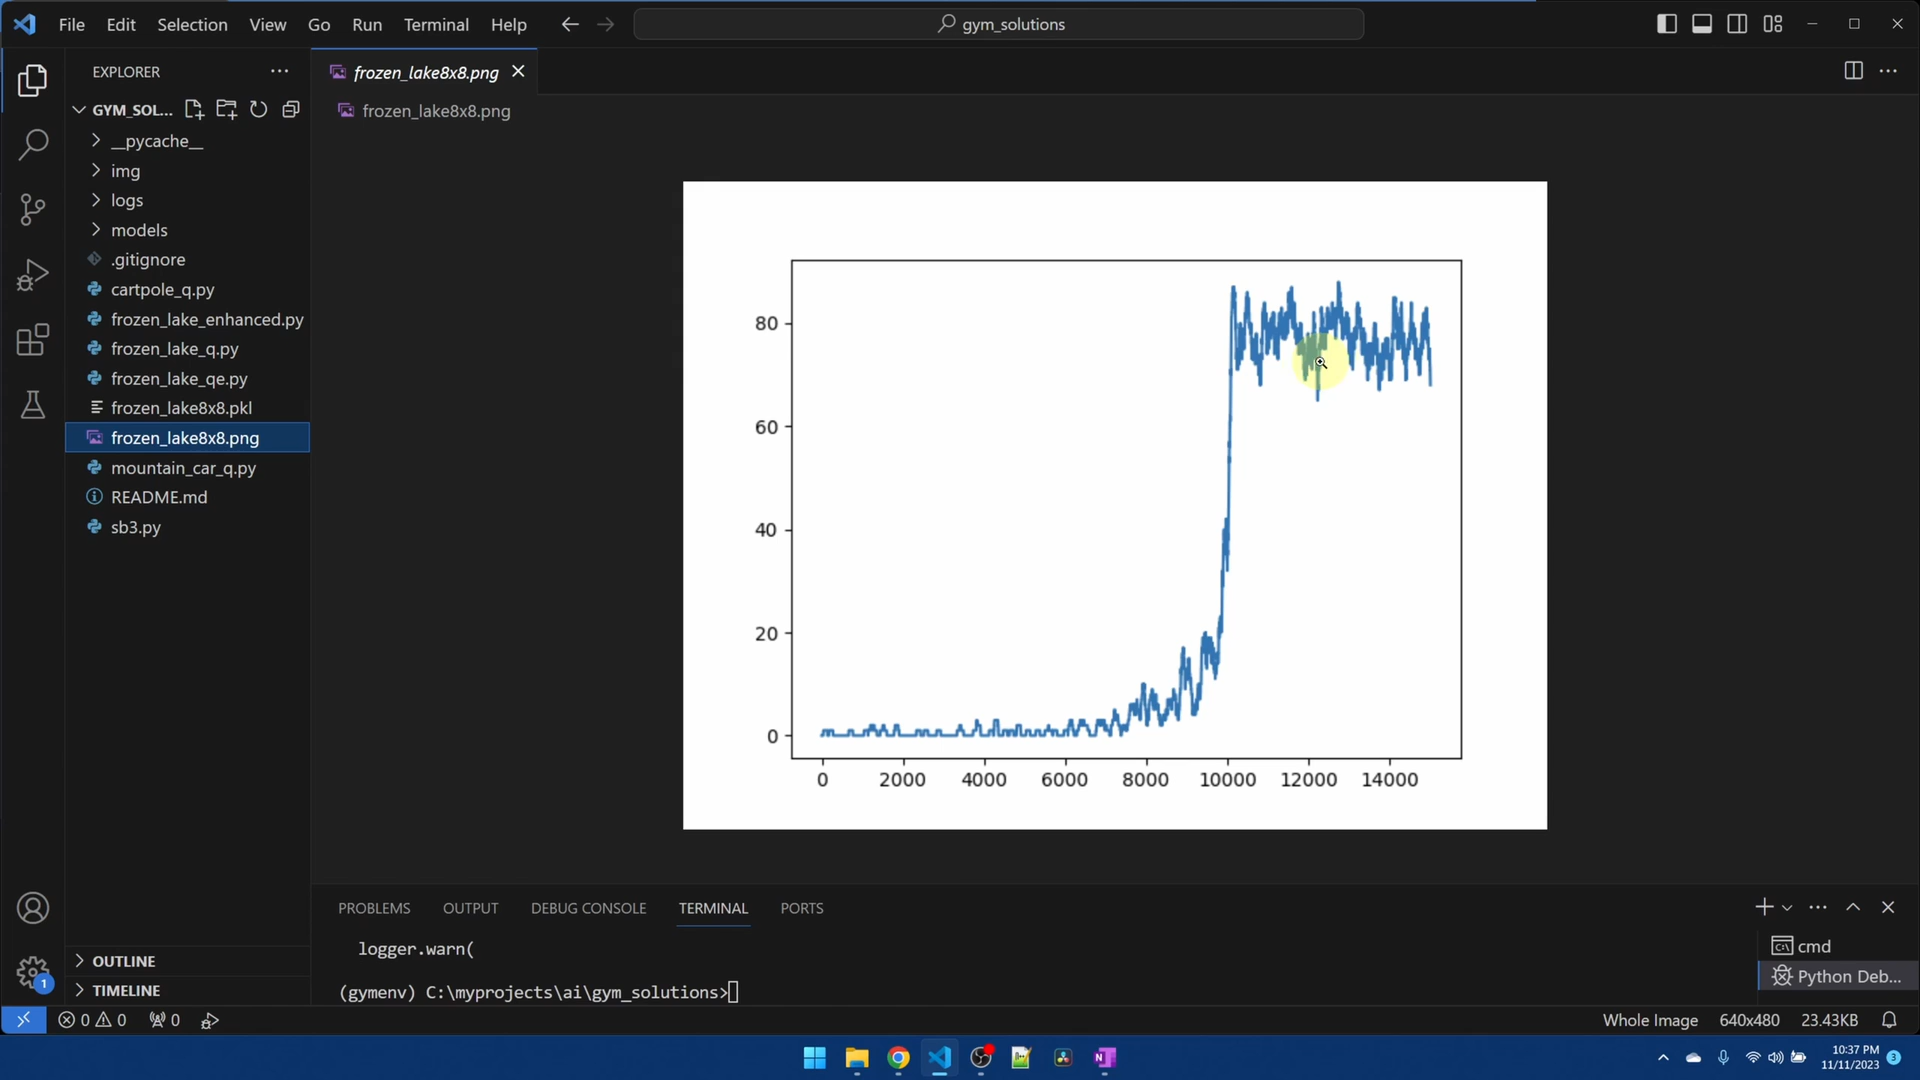 File Edit Selection View Go Run Terminal Help gym_solutions
EXPLORER
frozen_lake8x8.png
GYM_SOL...
frozen_lake8x8.png
__pycache__
img
logs
models
.gitignore
cartpole_q.py
frozen_lake_enhanced.py
frozen_lake_q.py
frozen_lake_qe.py
frozen_lake8x8.pkl
frozen_lake8x8.png
mountain_car_q.py
README.md
sb3.py
80
60
40
20
0
0 2000 4000 6000 8000 10000 12000 14000
PROBLEMS OUTPUT DEBUG CONSOLE TERMINAL PORTS
logger.warn(
(gymenv) C:\myprojects\ai\gym_solutions>
cmd
Python Deb...
OUTLINE
TIMELINE
1
0 0 0
Whole Image 640x480 23.43KB
10:37 PM
11/11/2023
3